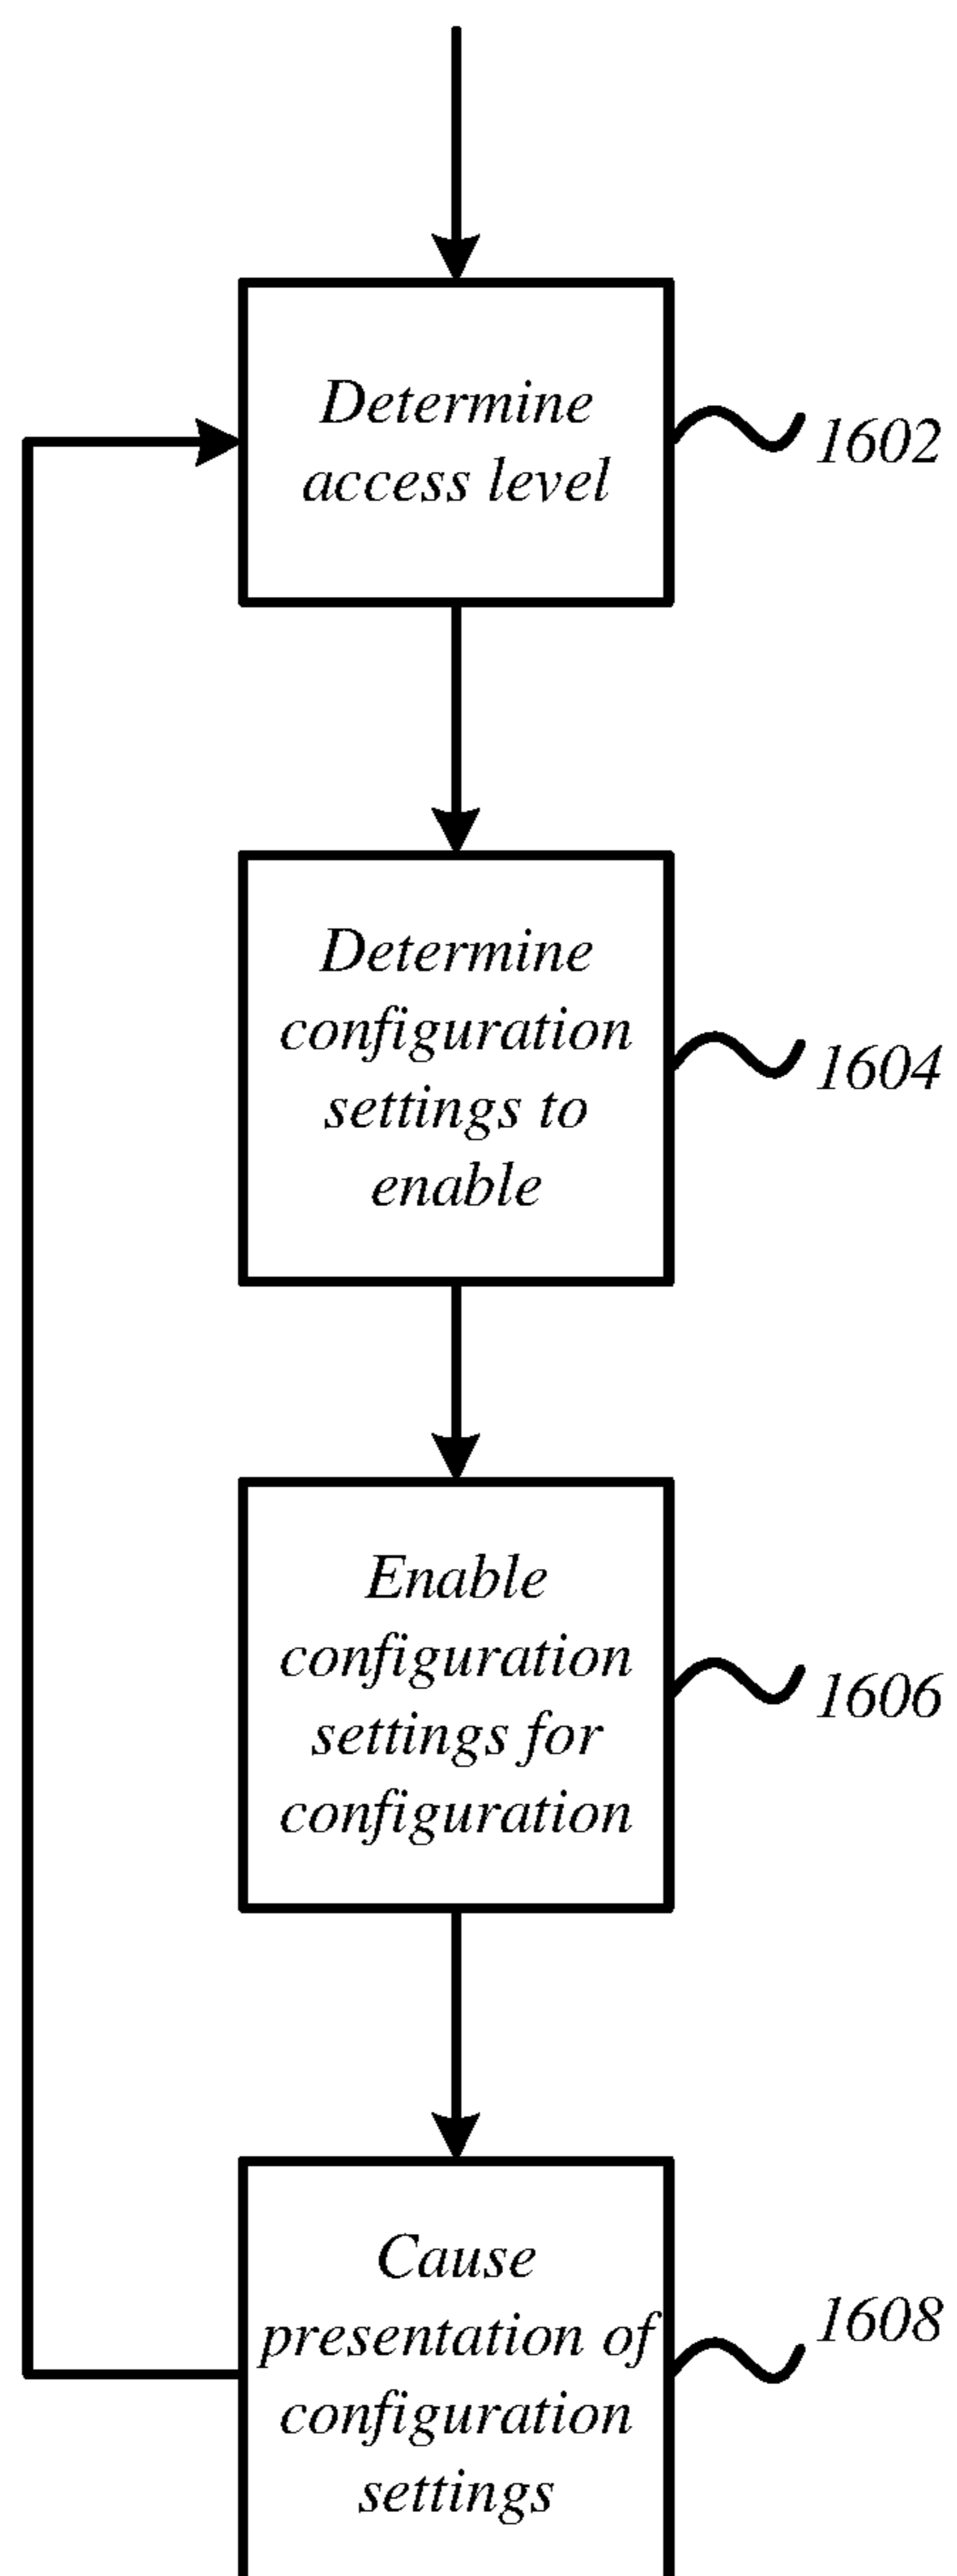 Determine
access level
1602
Determine
configuration
settings to
enable
1604
Enable
configuration
settings for
configuration
1606
Cause
presentation of
configuration
settings
1608